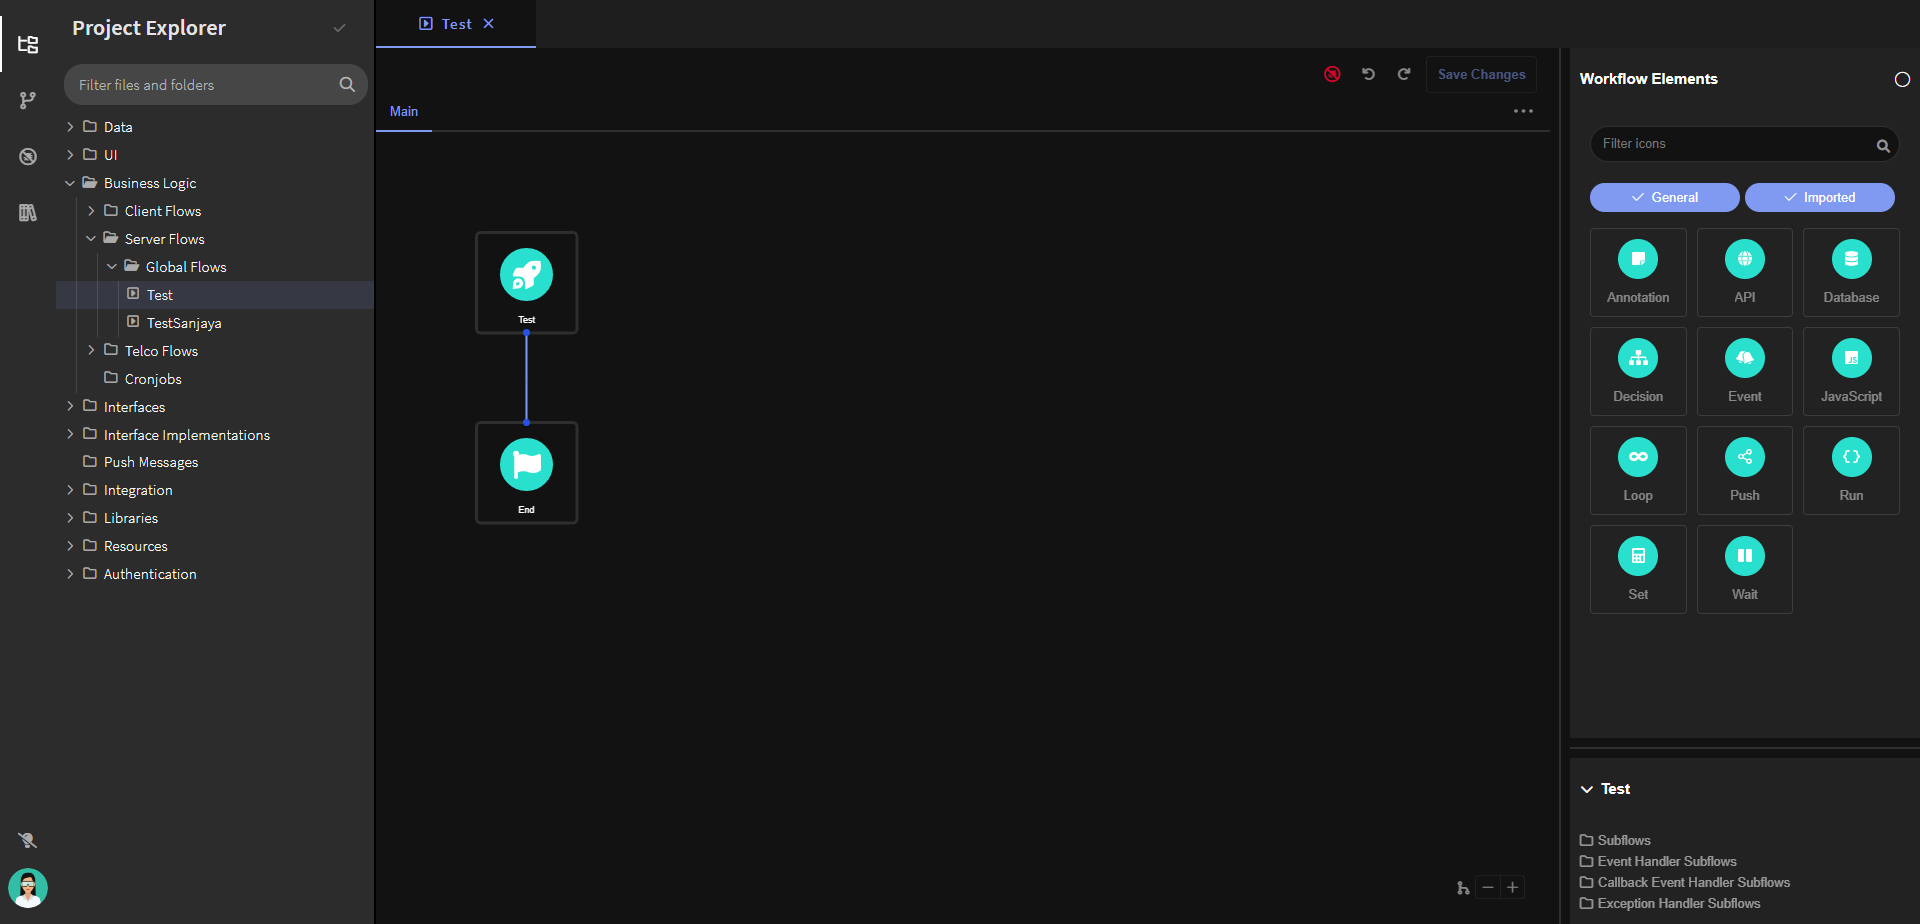 Project Explorer
Filter files and folders
Data
UI
Business Logic
Client Flows
Server Flows
Global Flows
Test
TestSanjaya
Telco Flows
Cronjobs
Interfaces
Interface Implementations
Push Messages
Integration
Libraries
Resources
Authentication
Test
Save Changes
Main
Test
End
Workflow Elements
Filter icons
General Imported
Annotation API Database
Decision Event JavaScript
Loop Push Run
Set Wait
Test
Subflows
Event Handler Subflows
Callback Event Handler Subflows
Exception Handler Subflows